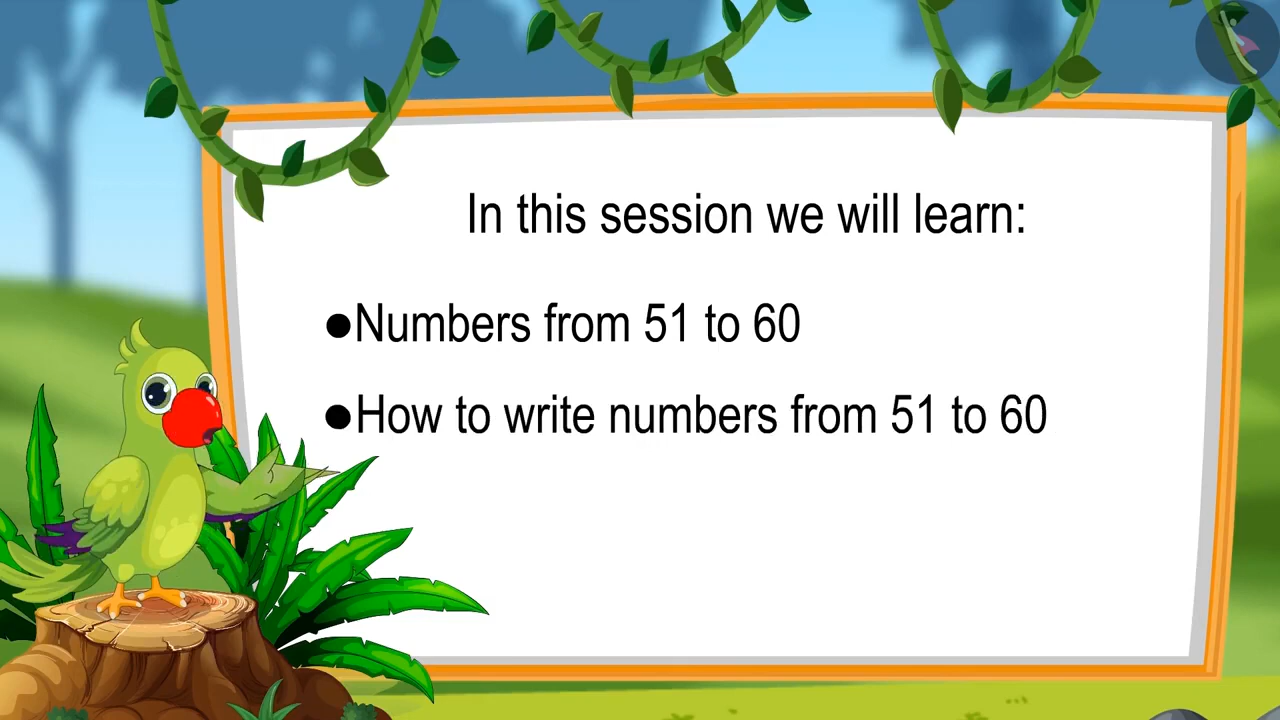 In this session we will learn:
●Numbers from 51 to 60
●How to write numbers from 51 to 60